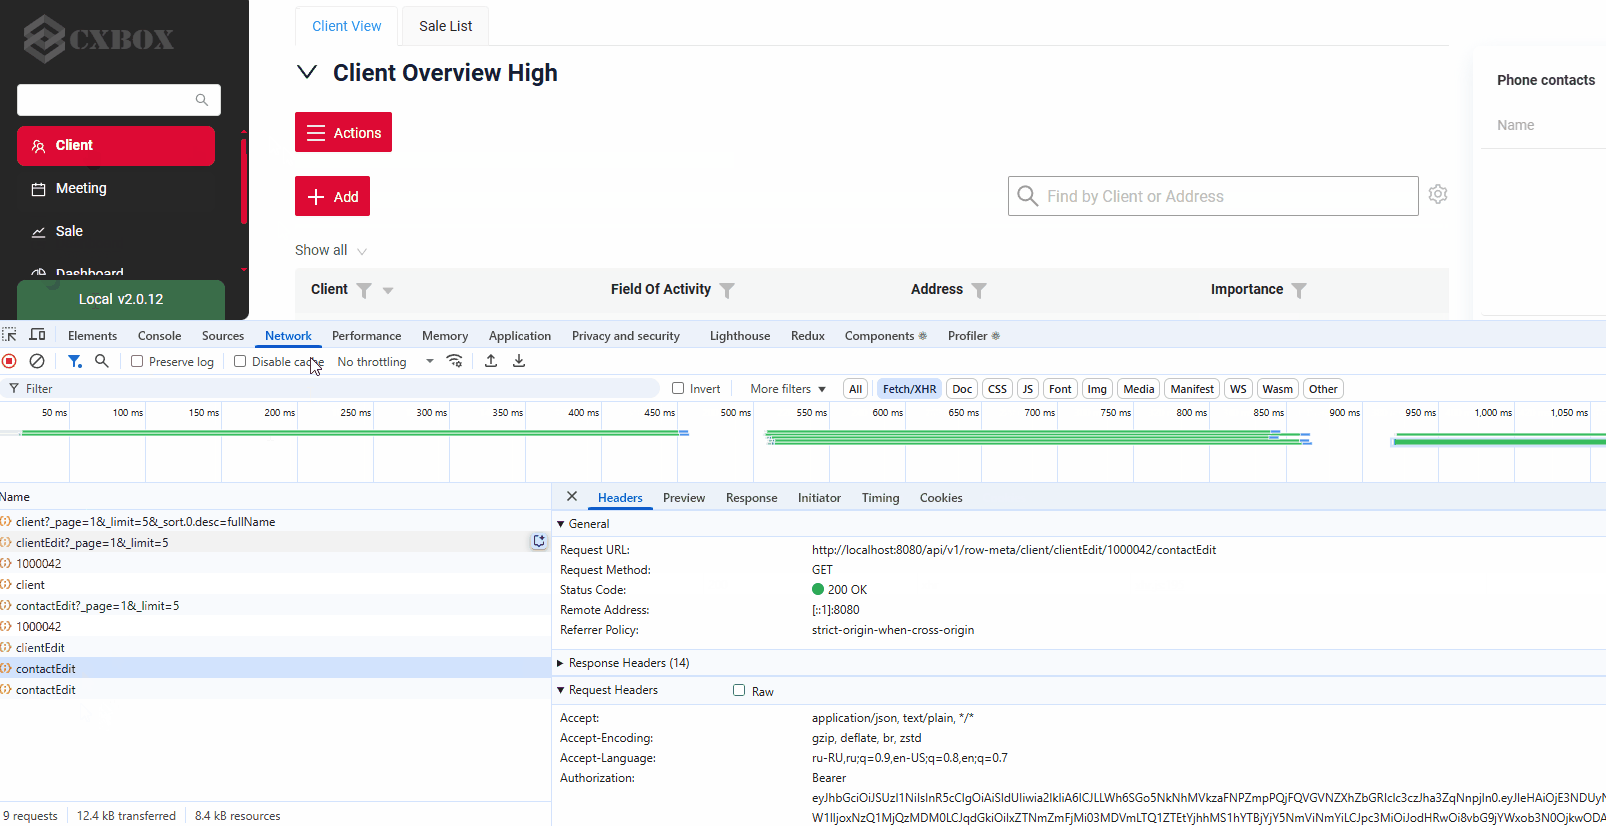 CXBOX
Client
Meeting
Sale
Dashboard
Local v2.0.12
Client View
Sale List
Client Overview High
Actions
Add
Find by Client or Address
Show all
Client
Field Of Activity
Address
Importance
Phone contacts
Name
Elements
Console
Sources
Network
Performance
Memory
Application
Privacy and security
Lighthouse
Redux
Components
Profiler
Preserve log
Disable cache
No throttling
Filter
Invert
More filters
All
Fetch/XHR
Doc
CSS
JS
Font
Img
Media
Manifest
WS
Wasm
Other
50 ms
100 ms
150 ms
200 ms
250 ms
300 ms
350 ms
400 ms
450 ms
500 ms
550 ms
600 ms
650 ms
700 ms
750 ms
800 ms
850 ms
900 ms
950 ms
1,000 ms
1,050 ms
Name
client?_page=1&_limit=5&_sort.0.desc=fullName
clientEdit?_page=1&_limit=5
1000042
client
contactEdit?_page=1&_limit=5
1000042
clientEdit
contactEdit
contactEdit
9 requests
12.4 kB transferred
8.4 kB resources
Headers
Preview
Response
Initiator
Timing
Cookies
General
Request URL: http://localhost:8080/api/v1/row-meta/client/clientEdit/1000042/contactEdit
Request Method: GET
Status Code: 200 OK
Remote Address: [::1]:8080
Referrer Policy: strict-origin-when-cross-origin
Response Headers (14)
Request Headers
Raw
Accept: application/json, text/plain, */*
Accept-Encoding: gzip, deflate, br, zstd
Accept-Language: ru-RU,ru;q=0.9,en-US;q=0.8,en;q=0.7
Authorization: Bearer